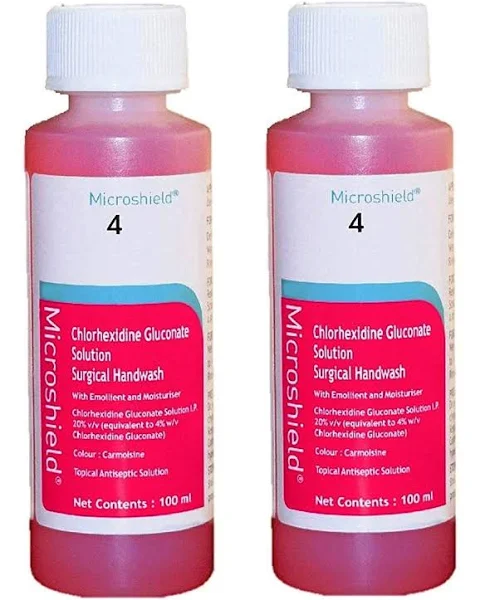 Microshield®
4
Microshield®
Chlorhexidine Gluconate
Solution
Surgical Handwash
With Emollient and Moisturiser
Chlorhexidine Gluconate Solution I.P.
20% v/v (equivalent to 4% w/v
Chlorhexidine Gluconate)
Colour : Carmoisine
Topical Antiseptic Solution
Net Contents : 100 ml
Microshield®
4
Microshield®
Chlorhexidine Gluconate
Solution
Surgical Handwash
With Emollient and Moisturiser
Chlorhexidine Gluconate Solution I.P.
20% v/v (equivalent to 4% w/v
Chlorhexidine Gluconate)
Colour : Carmoisine
Topical Antiseptic Solution
Net Contents : 100 ml